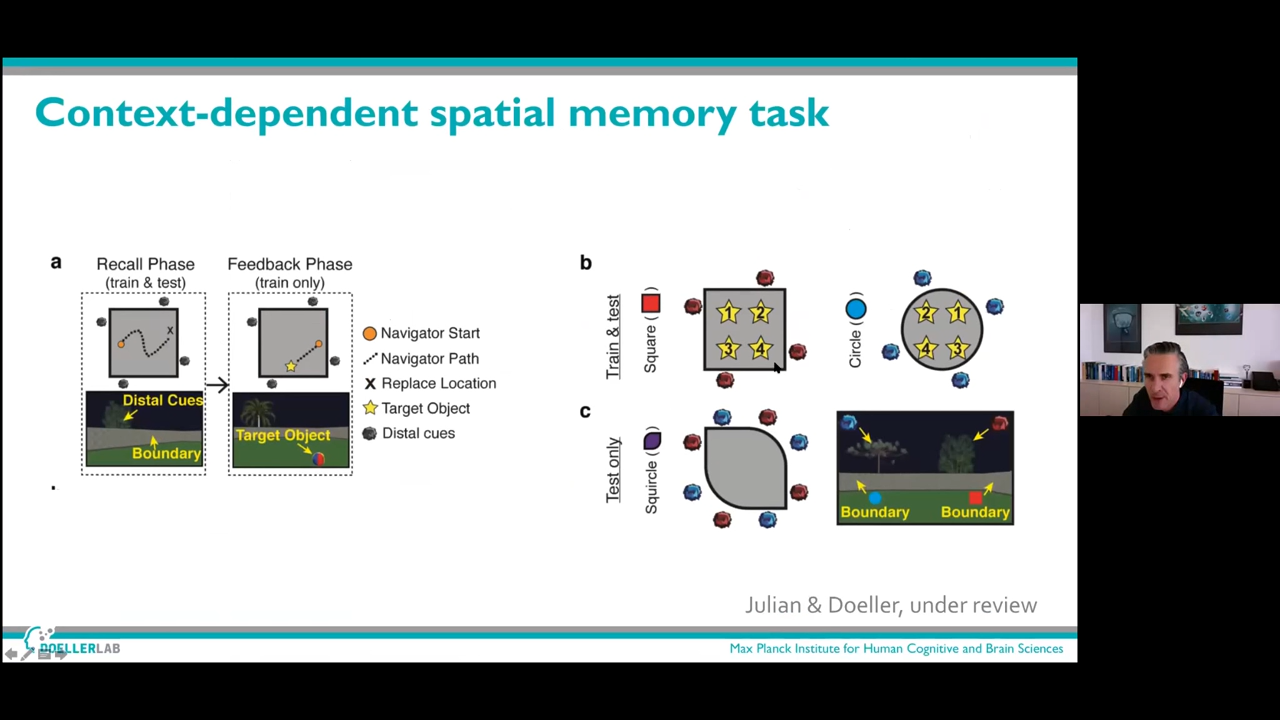 Context-dependent spatial memory task
a
Recall Phase
(train & test)
Feedback Phase
(train only)
Distal Cues
Boundary
Target Object
Navigator Start
Navigator Path
X Replace Location
Target Object
Distal cues
b
Train & test
Square ( )
1 2
3 4
Circle ( )
2 1
4 3
c
Test only
Squircle ( )
Boundary
Boundary
Julian & Doeller, under review
DOELLERLAB
Max Planck Institute for Human Cognitive and Brain Sciences